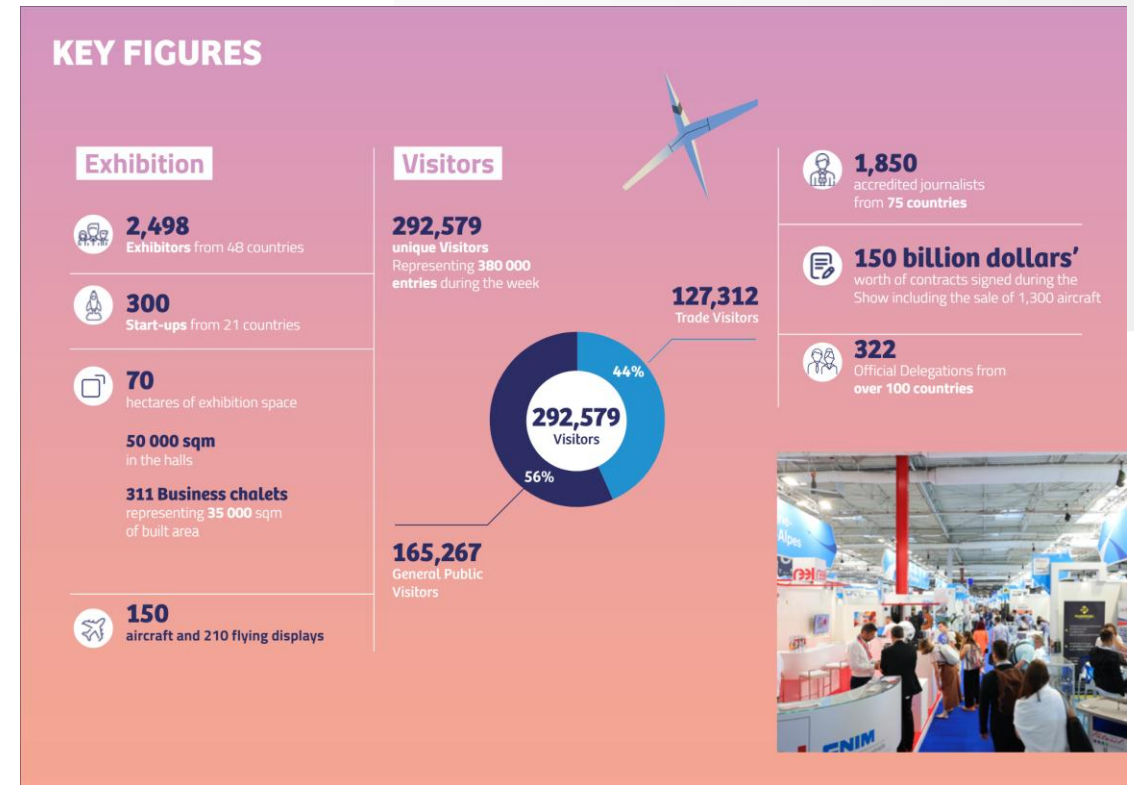 KEY FIGURES
Exhibition
2,498
Exhibitors from 48 countries
300
Start-ups from 21 countries
70
hectares of exhibition space
50 000 sqm
in the halls
311 Business chalets
representing 35 000 sqm
of built area
150
aircraft and 210 flying displays
Visitors
292,579
unique Visitors
Representing 380 000
entries during the week
127,312
Trade Visitors
44%
292,579
Visitors
56%
165,267
General Public
Visitors
1,850
accredited journalists
from 75 countries
150 billion dollars’
worth of contracts signed during the
Show including the sale of 1,300 aircraft
322
Official Delegations from
over 100 countries
Alpes
ENIM